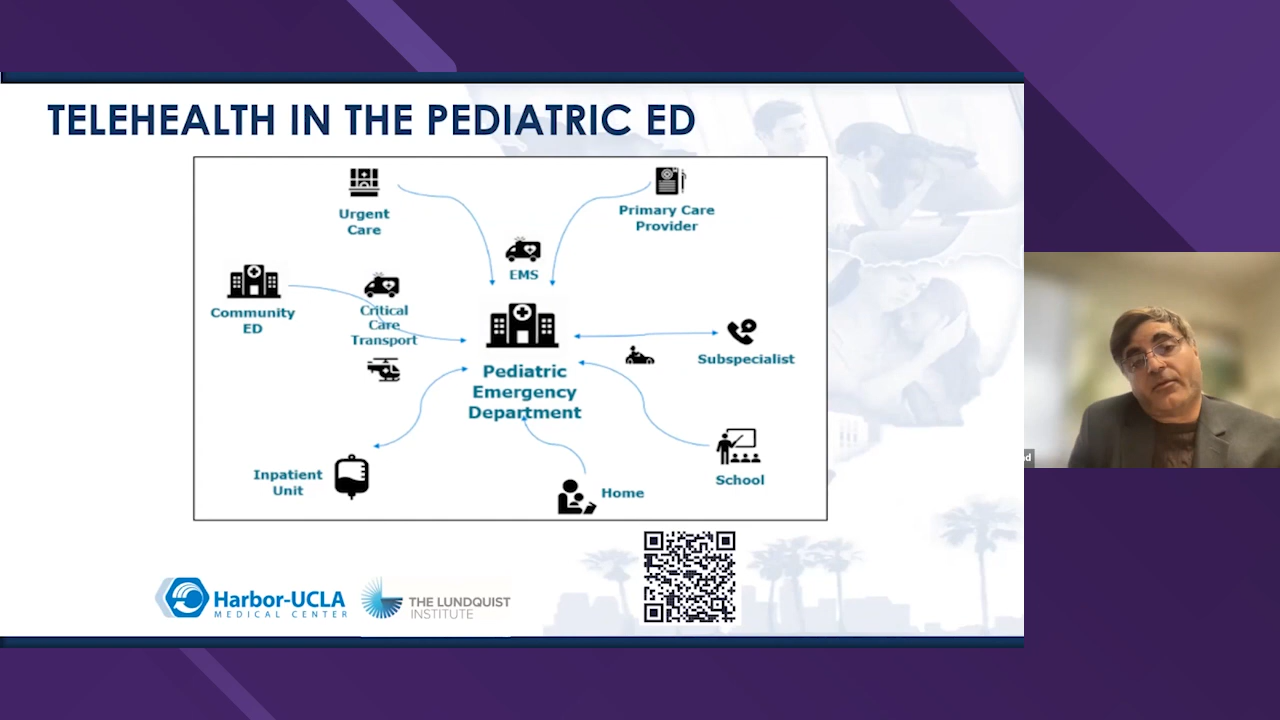 TELEHEALTH IN THE PEDIATRIC ED
Urgent
Care
Primary Care
Provider
EMS
Community
ED
Critical
Care
Transport
Pediatric
Emergency
Department
Subspecialist
Inpatient
Unit
Home
School
Harbor-UCLA
MEDICAL CENTER
THE LUNDQUIST
INSTITUTE